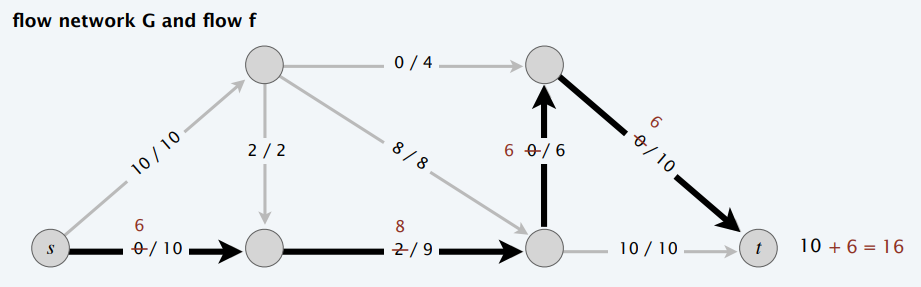 flow network G and flow f
0 / 4
6
10 / 10
2 / 2
8 / 8
6 0 / 6
0 / 10
6
8
s
0 / 10
2 / 9
10 / 10
t
10 + 6 = 16